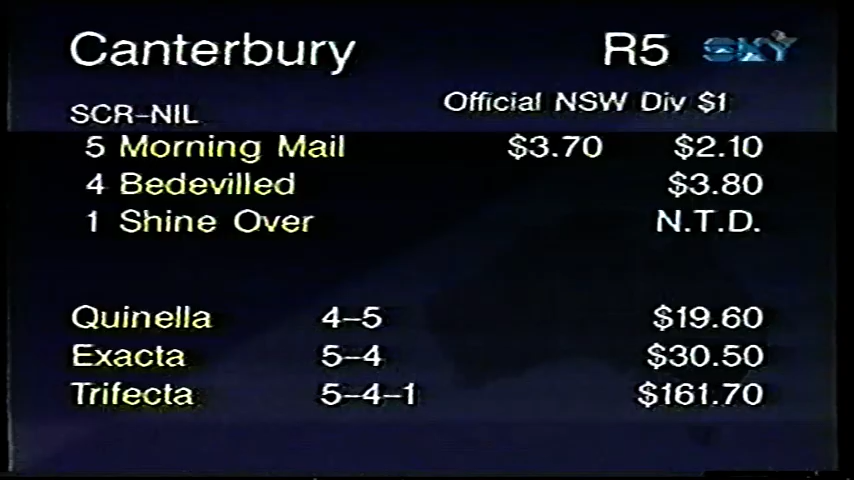 Canterbury R5 SKY
SCR-NIL Official NSW Div $1
5 Morning Mail $3.70 $2.10
4 Bedevilled $3.80
1 Shine Over N.T.D.
Quinella 4-5 $19.60
Exacta 5-4 $30.50
Trifecta 5-4-1 $161.70